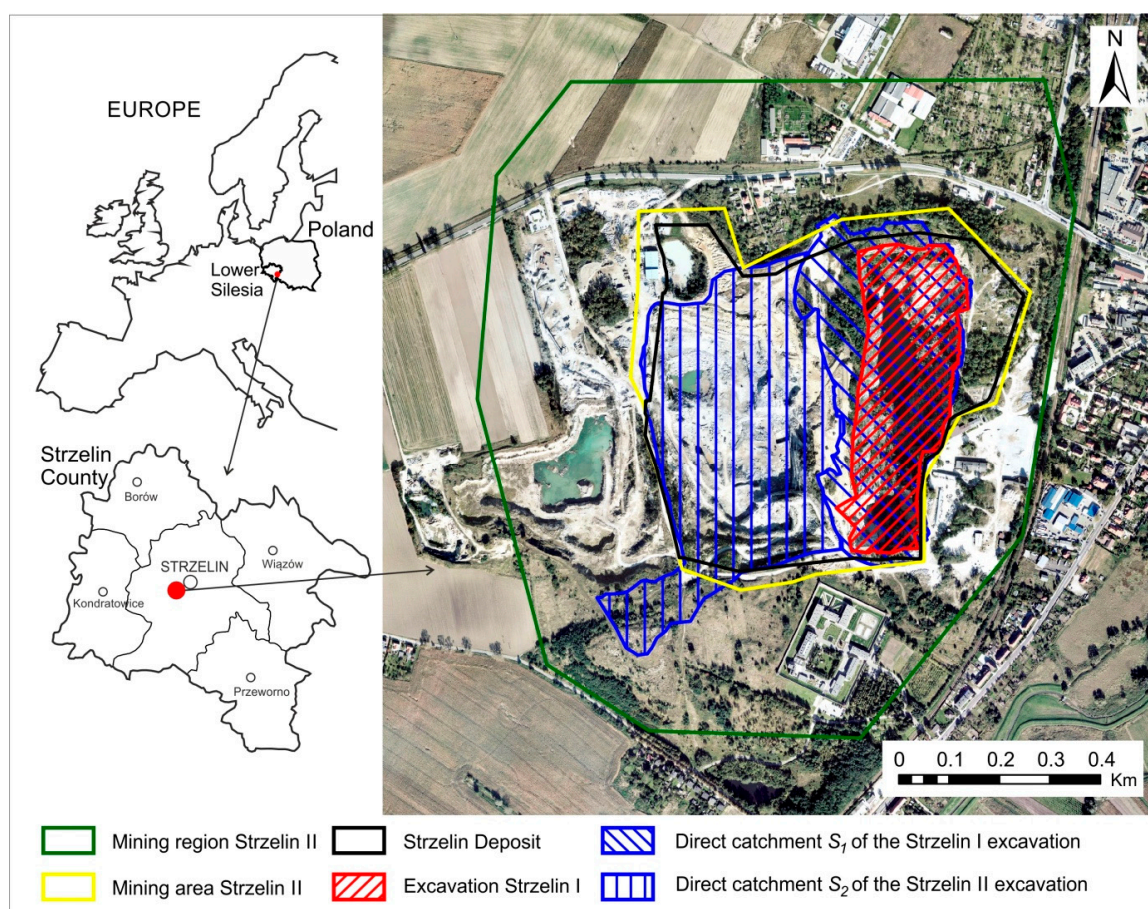 EUROPE
Poland
Lower
Silesia
Strzelin
County
Borów
STRZELIN
Wiązów
Kondratowice
Przeworno
N
0 0.1 0.2 0.3 0.4
Km
Mining region Strzelin II
Strzelin Deposit
Direct catchment S1 of the Strzelin I excavation
Mining area Strzelin II
Excavation Strzelin I
Direct catchment S2 of the Strzelin II excavation